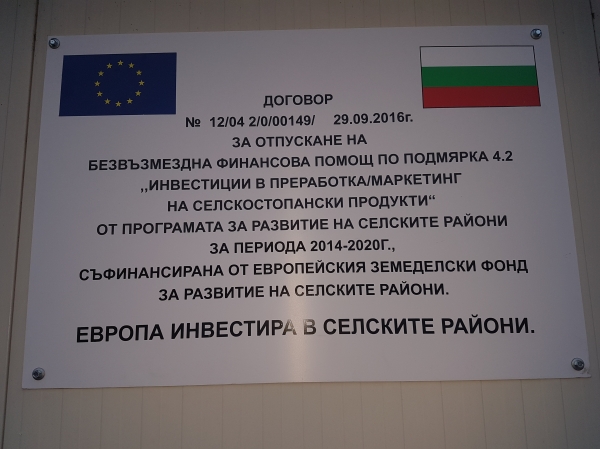 ДОГОВОР
№ 12/04 2/0/00149/ 29.09.2016г.
ЗА ОТПУСКАНЕ НА
БЕЗВЪЗМЕЗДНА ФИНАНСОВА ПОМОЩ ПО ПОДМЯРКА 4.2
,,ИНВЕСТИЦИИ В ПРЕРАБОТКА/МАРКЕТИНГ
НА СЕЛСКОСТОПАНСКИ ПРОДУКТИ“
ОТ ПРОГРАМАТА ЗА РАЗВИТИЕ НА СЕЛСКИТЕ РАЙОНИ
ЗА ПЕРИОДА 2014-2020Г.,
СЪФИНАНСИРАНА ОТ ЕВРОПЕЙСКИЯ ЗЕМЕДЕЛСКИ ФОНД
ЗА РАЗВИТИЕ НА СЕЛСКИТЕ РАЙОНИ.
ЕВРОПА ИНВЕСТИРА В СЕЛСКИТЕ РАЙОНИ.